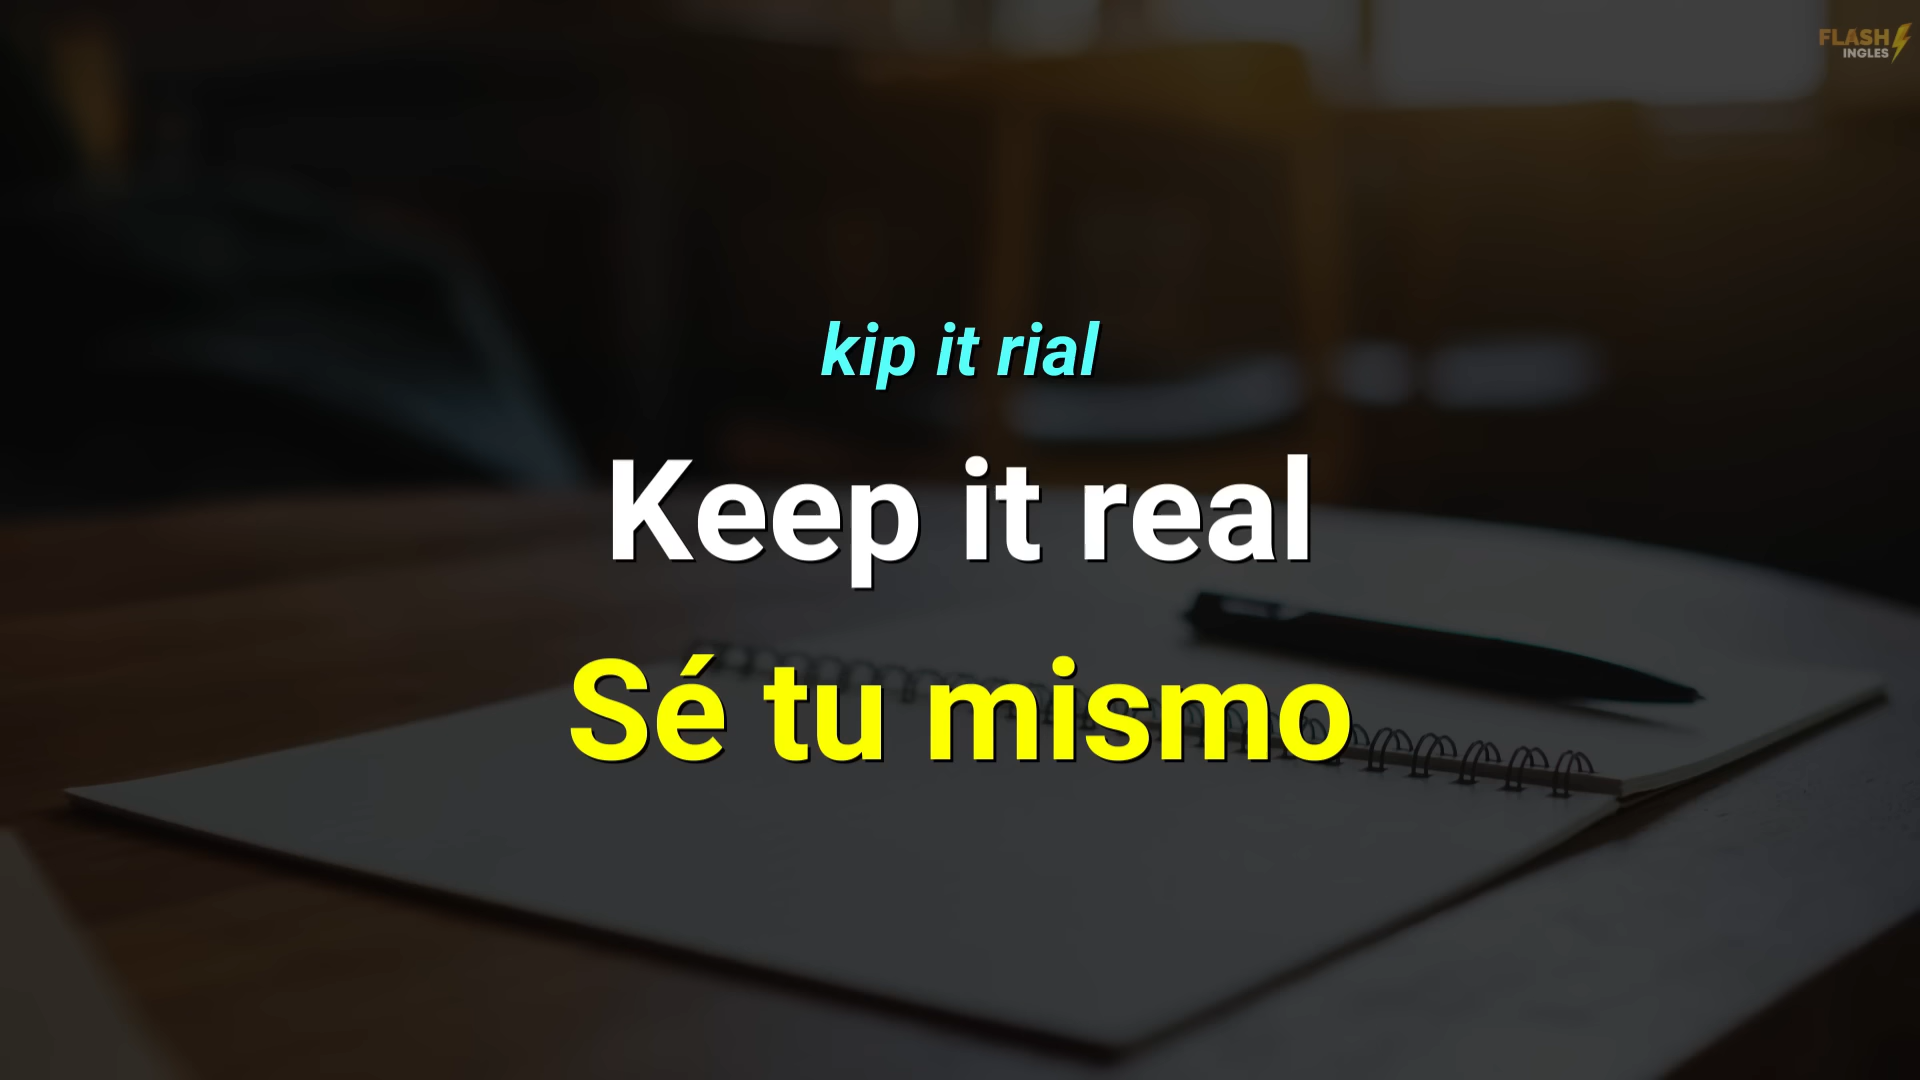 FLASH
INGLES
kip it rial
Keep it real
Sé tu mismo